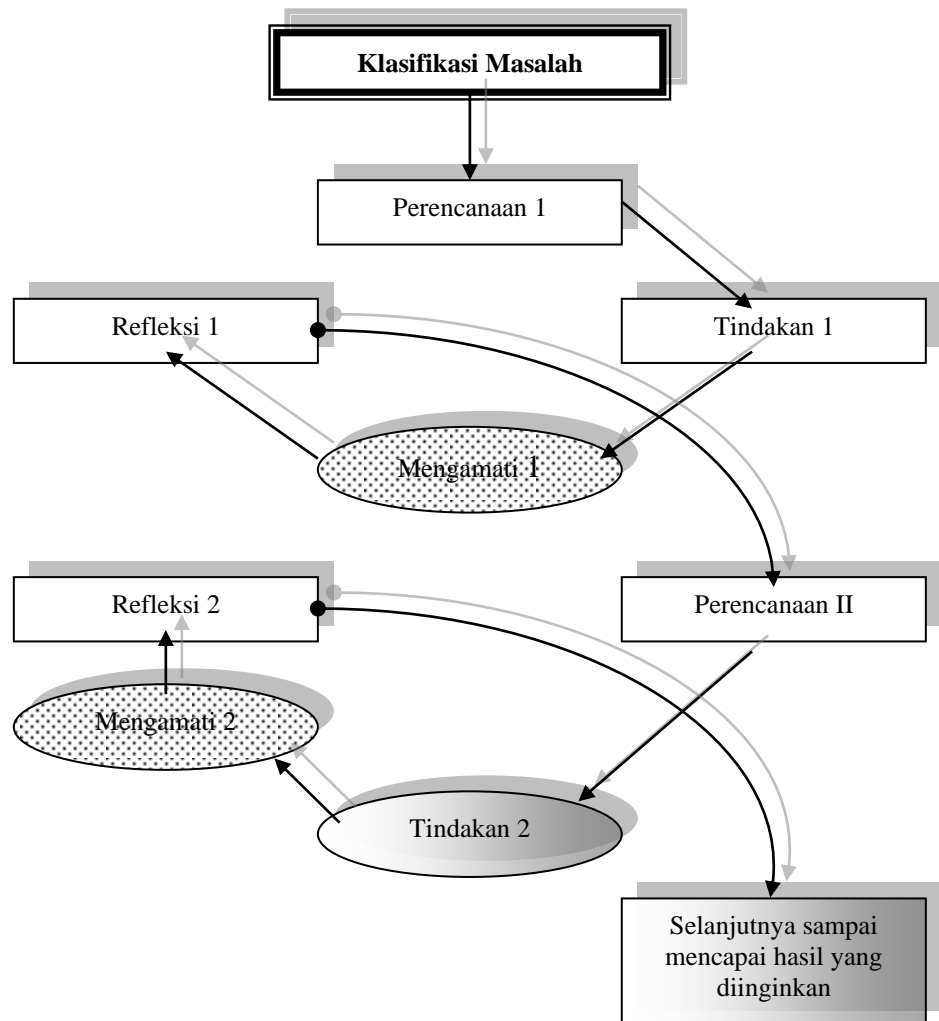 Klasifikasi Masalah
Perencanaan 1
Refleksi 1
Tindakan 1
Mengamati 1
Refleksi 2
Perencanaan II
Mengamati 2
Tindakan 2
Selanjutnya sampai
mencapai hasil yang
diinginkan